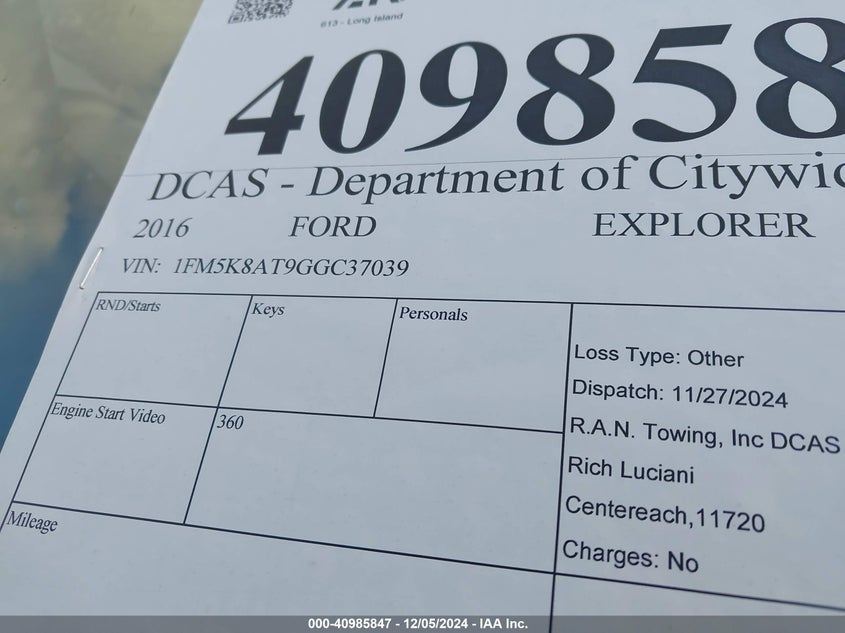 613 - Long Island
409858
DCAS - Department of Citywi
2016 FORD EXPLORER
VIN: 1FM5K8AT9GGC37039
RND/Starts
Keys
Personals
Loss Type: Other
Dispatch: 11/27/2024
R.A.N. Towing, Inc DCAS
Rich Luciani
Centereach,11720
Charges: No
Engine Start Video
360
Mileage
000-40985847 - 12/05/2024 - IAA Inc.